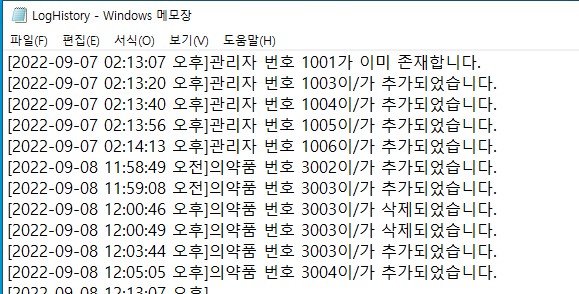 LogHistory - Windows 메모장
파일(F) 편집(E) 서식(O) 보기(V) 도움말(H)
[2022-09-07 02:13:07 오후]관리자 번호 1001가 이미 존재합니다.
[2022-09-07 02:13:20 오후]관리자 번호 1003이/가 추가되었습니다.
[2022-09-07 02:13:40 오후]관리자 번호 1004이/가 추가되었습니다.
[2022-09-07 02:13:56 오후]관리자 번호 1005이/가 추가되었습니다.
[2022-09-07 02:14:13 오후]관리자 번호 1006이/가 추가되었습니다.
[2022-09-08 11:58:49 오전]의약품 번호 3002이/가 추가되었습니다.
[2022-09-08 11:59:08 오전]의약품 번호 3003이/가 추가되었습니다.
[2022-09-08 12:00:46 오후]의약품 번호 3003이/가 삭제되었습니다.
[2022-09-08 12:00:49 오후]의약품 번호 3003이/가 삭제되었습니다.
[2022-09-08 12:03:44 오후]의약품 번호 3003이/가 추가되었습니다.
[2022-09-08 12:05:05 오후]의약품 번호 3004이/가 추가되었습니다.
[2022-09-08 12:13:07 오후]